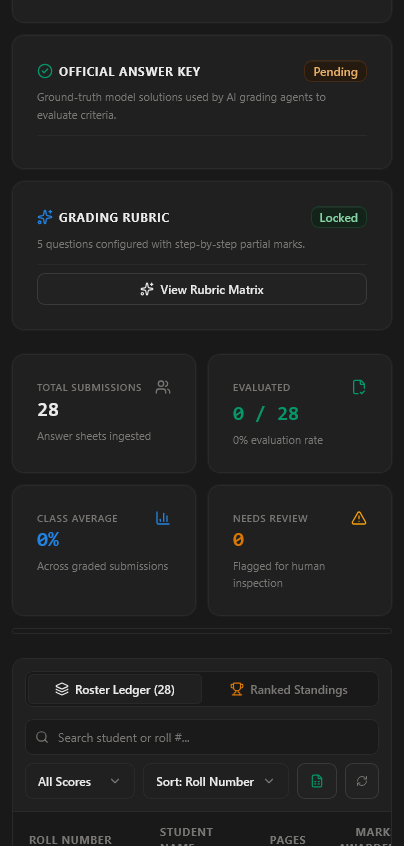 OFFICIAL ANSWER KEY
Pending
Ground-truth model solutions used by AI grading agents to
evaluate criteria.
GRADING RUBRIC
Locked
5 questions configured with step-by-step partial marks.
View Rubric Matrix
TOTAL SUBMISSIONS
28
Answer sheets ingested
EVALUATED
0 / 28
0% evaluation rate
CLASS AVERAGE
0%
Across graded submissions
NEEDS REVIEW
0
Flagged for human
inspection
Roster Ledger (28)
Ranked Standings
Search student or roll #...
All Scores
Sort: Roll Number
ROLL NUMBER
STUDENT
NAME
PAGES
MARK